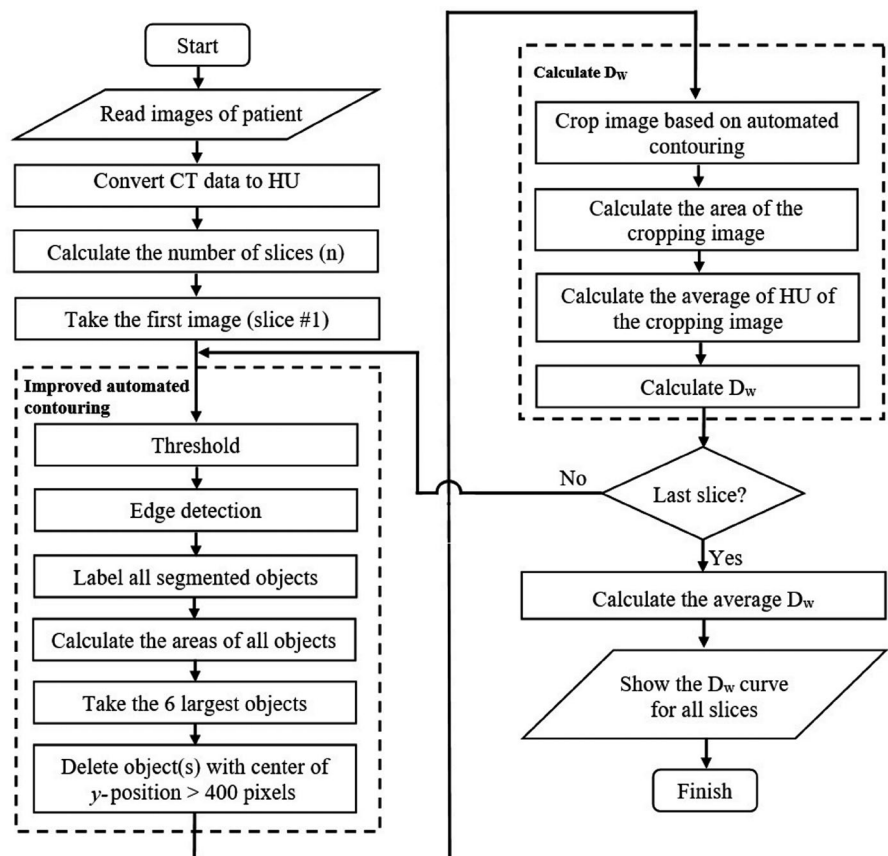 Start
Read images of patient
Convert CT data to HU
Calculate the number of slices (n)
Take the first image (slice #1)
Improved automated
contouring
Threshold
Edge detection
Label all segmented objects
Calculate the areas of all objects
Take the 6 largest objects
Delete object(s) with center of
y-position > 400 pixels
Calculate Dw
Crop image based on automated
contouring
Calculate the area of the
cropping image
Calculate the average of HU of
the cropping image
Calculate Dw
No
Last slice?
Yes
Calculate the average Dw
Show the Dw curve
for all slices
Finish